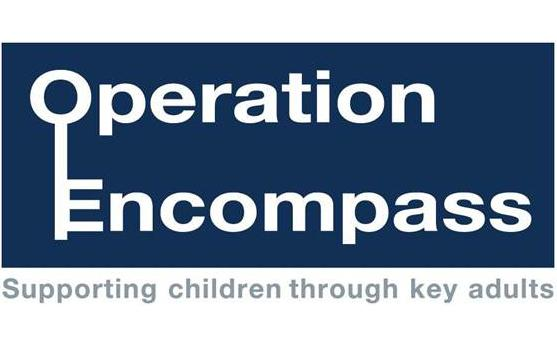 Operation
Encompass
Supporting children through key adults